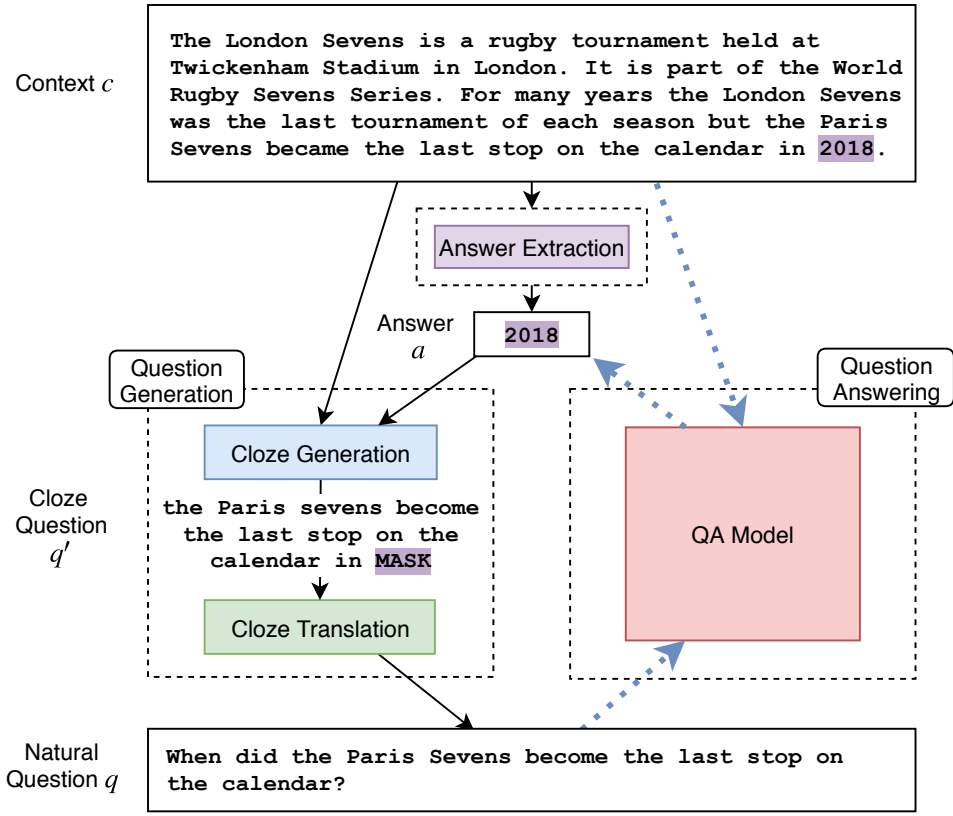 The London Sevens is a rugby tournament held at
Twickenham Stadium in London. It is part of the World
Rugby Sevens Series. For many years the London Sevens
was the last tournament of each season but the Paris
Sevens became the last stop on the calendar in 2018.
Context c
Answer Extraction
Answer
a
2018
Question
Generation
Question
Answering
Cloze Generation
the Paris sevens become
the last stop on the
calendar in MASK
Cloze
Question
q′
QA Model
Cloze Translation
Natural
Question q
When did the Paris Sevens become the last stop on
the calendar?